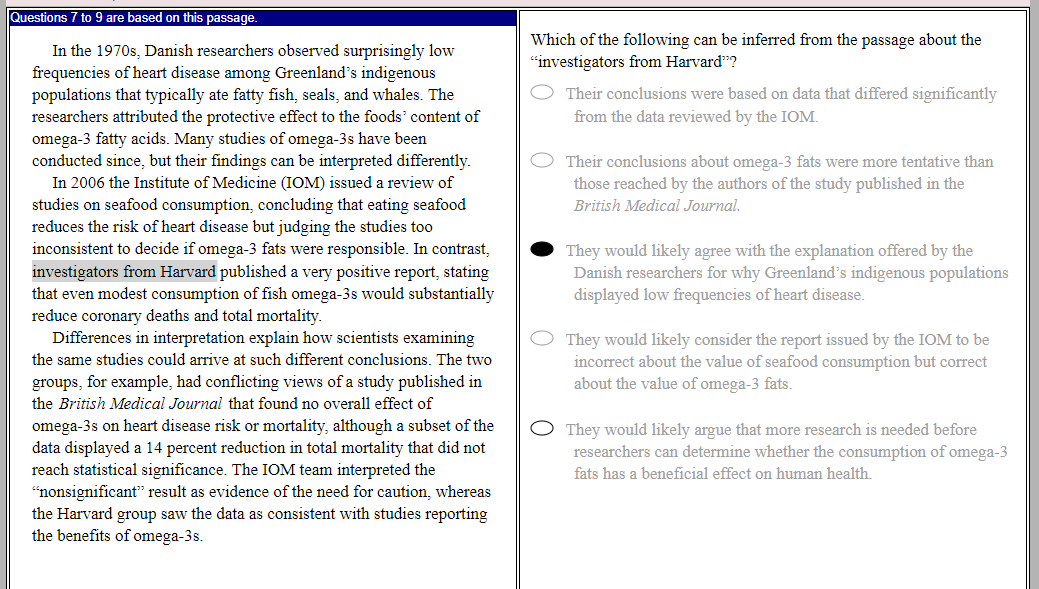 Questions 7 to 9 are based on this passage.
In the 1970s, Danish researchers observed surprisingly low
frequencies of heart disease among Greenland's indigenous
populations that typically ate fatty fish, seals, and whales. The
researchers attributed the protective effect to the foods' content of
omega-3 fatty acids. Many studies of omega-3s have been
conducted since, but their findings can be interpreted differently.
In 2006 the Institute of Medicine (IOM) issued a review of
studies on seafood consumption, concluding that eating seafood
reduces the risk of heart disease but judging the studies too
inconsistent to decide if omega-3 fats were responsible. In contrast,
investigators from Harvard published a very positive report, stating
that even modest consumption of fish omega-3s would substantially
reduce coronary deaths and total mortality.
Differences in interpretation explain how scientists examining
the same studies could arrive at such different conclusions. The two
groups, for example, had conflicting views of a study published in
the British Medical Journal that found no overall effect of
omega-3s on heart disease risk or mortality, although a subset of the
data displayed a 14 percent reduction in total mortality that did not
reach statistical significance. The IOM team interpreted the
“nonsignificant” result as evidence of the need for caution, whereas
the Harvard group saw the data as consistent with studies reporting
the benefits of omega-3s.
Which of the following can be inferred from the passage about the
“investigators from Harvard”?
Their conclusions were based on data that differed significantly
from the data reviewed by the IOM.
Their conclusions about omega-3 fats were more tentative than
those reached by the authors of the study published in the
British Medical Journal.
They would likely agree with the explanation offered by the
Danish researchers for why Greenland's indigenous populations
displayed low frequencies of heart disease.
They would likely consider the report issued by the IOM to be
incorrect about the value of seafood consumption but correct
about the value of omega-3 fats.
They would likely argue that more research is needed before
researchers can determine whether the consumption of omega-3
fats has a beneficial effect on human health.